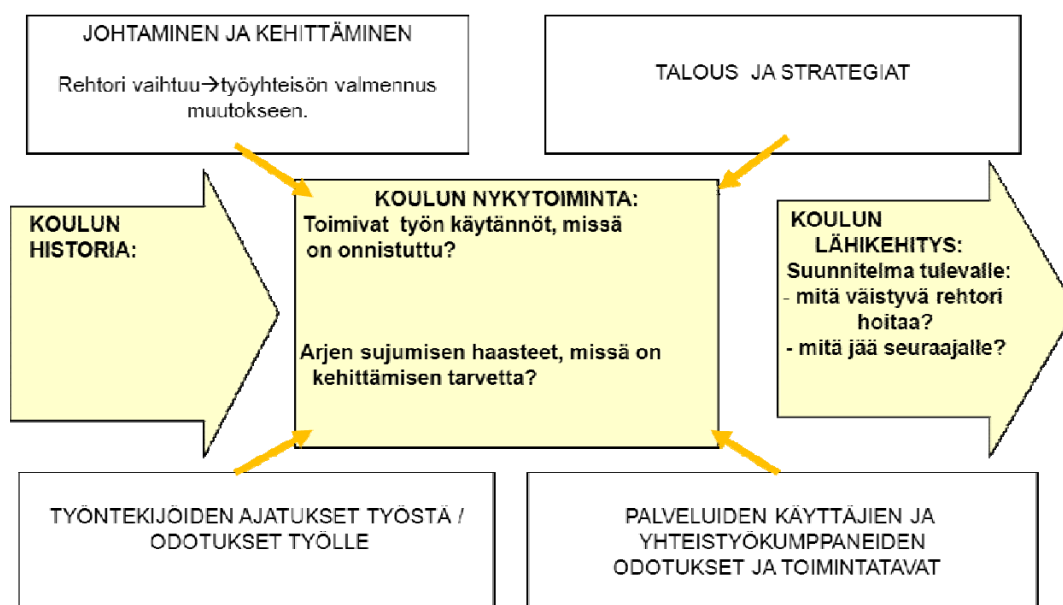 JOHTAMINEN JA KEHITTÄMINEN
Rehtori vaihtuu→työyhteisön valmennus
muutokseen.
TALOUS JA STRATEGIAT
KOULUN
HISTORIA:
KOULUN NYKYTOIMINTA:
Toimivat työn käytännöt, missä
on onnistuttu?
Arjen sujumisen haasteet, missä on
kehittämisen tarvetta?
KOULUN
LÄHIKEHITYS:
Suunnitelma tulevalle:
- mitä väistyvä rehtori
hoitaa?
- mitä jää seuraajalle?
TYÖNTEKIJÖIDEN AJATUKSET TYÖSTÄ /
ODOTUKSET TYÖLLE
PALVELUIDEN KÄYTTÄJIEN JA
YHTEISTYÖKUMPPANEIDEN
ODOTUKSET JA TOIMINTATAVAT